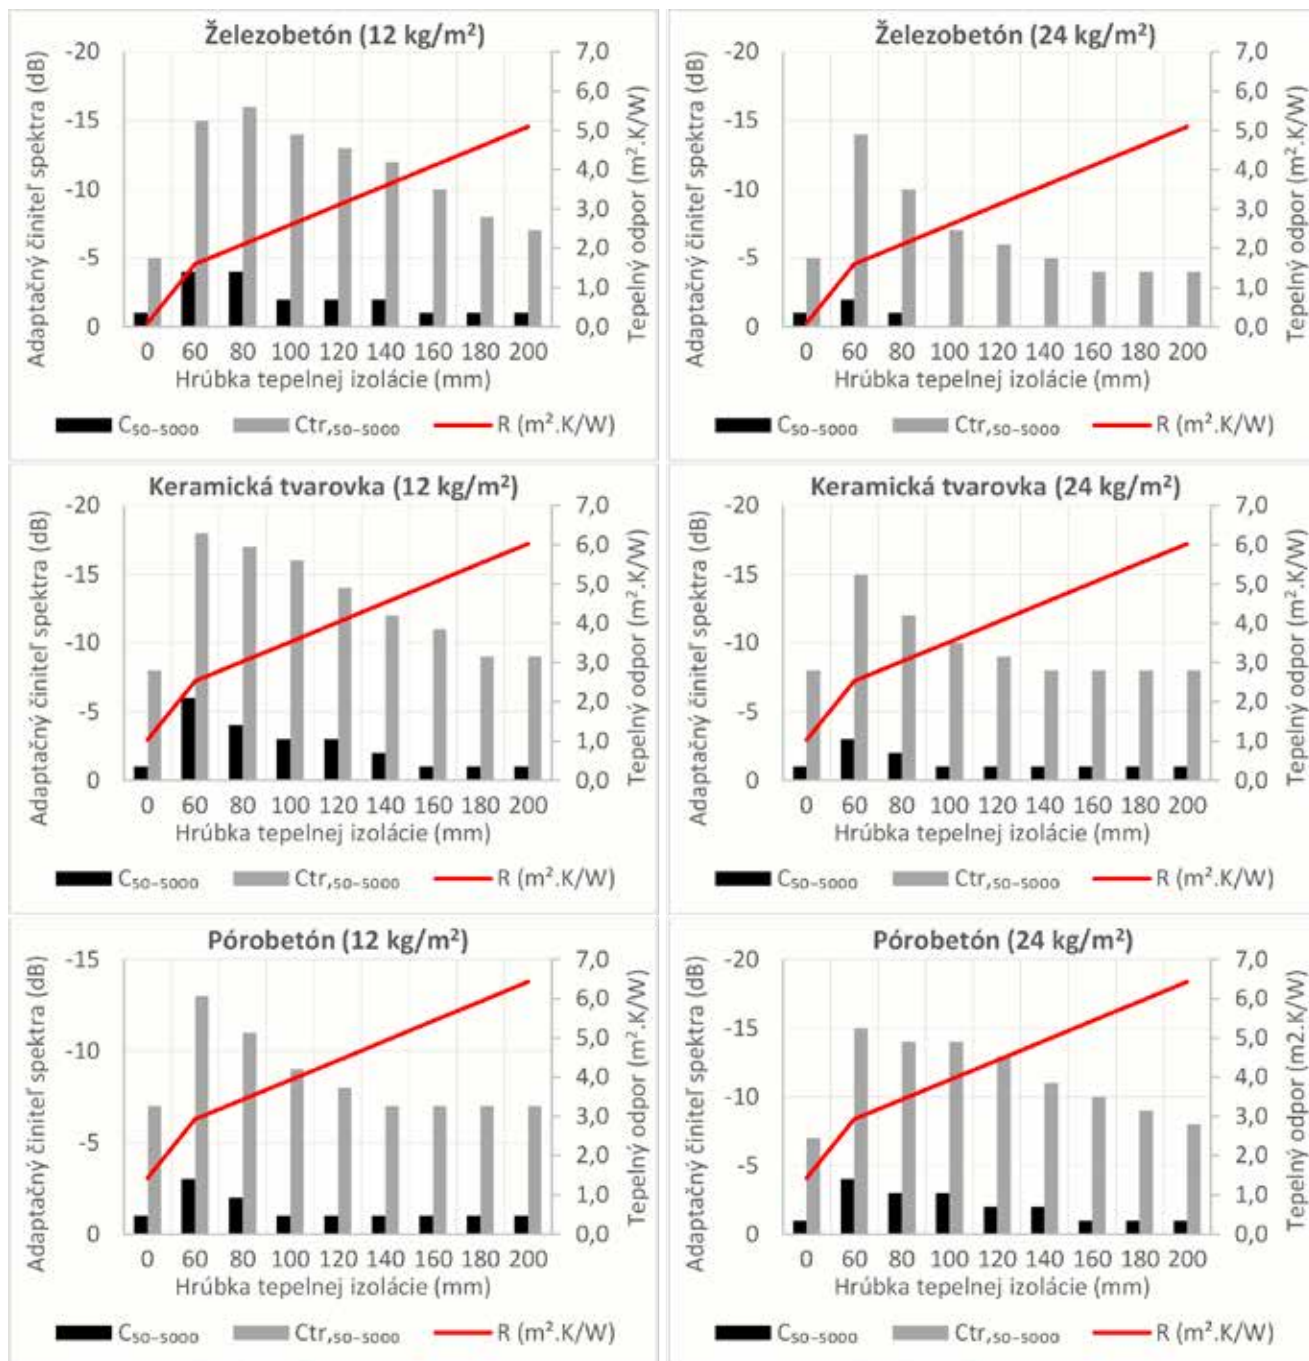 Železobetón (12 kg/m²)
Adaptačný činiteľ spektra (dB)
-20
-15
-10
-5
0
7,0
6,0
5,0
4,0
3,0
2,0
1,0
0,0
Tepelný odpor (m².K/W)
0 60 80 100 120 140 160 180 200
Hrúbka tepelnej izolácie (mm)
C₅₀₋₅₀₀₀ Ctr,₅₀₋₅₀₀₀ R (m².K/W)
Železobetón (24 kg/m²)
Adaptačný činiteľ spektra (dB)
-20
-15
-10
-5
0
7,0
6,0
5,0
4,0
3,0
2,0
1,0
0,0
Tepelný odpor (m².K/W)
0 60 80 100 120 140 160 180 200
Hrúbka tepelnej izolácie (mm)
C₅₀₋₅₀₀₀ Ctr,₅₀₋₅₀₀₀ R (m².K/W)
Keramická tvarovka (12 kg/m²)
Adaptačný činiteľ spektra (dB)
-20
-15
-10
-5
0
7,0
6,0
5,0
4,0
3,0
2,0
1,0
0,0
Tepelný odpor (m².K/W)
0 60 80 100 120 140 160 180 200
Hrúbka tepelnej izolácie (mm)
C₅₀₋₅₀₀₀ Ctr,₅₀₋₅₀₀₀ R (m².K/W)
Keramická tvarovka (24 kg/m²)
Adaptačný činiteľ spektra (dB)
-20
-15
-10
-5
0
7,0
6,0
5,0
4,0
3,0
2,0
1,0
0,0
Tepelný odpor (m².K/W)
0 60 80 100 120 140 160 180 200
Hrúbka tepelnej izolácie (mm)
C₅₀₋₅₀₀₀ Ctr,₅₀₋₅₀₀₀ R (m².K/W)
Pórobetón (12 kg/m²)
Adaptačný činiteľ spektra (dB)
-15
-10
-5
0
7,0
6,0
5,0
4,0
3,0
2,0
1,0
0,0
Tepelný odpor (m².K/W)
0 60 80 100 120 140 160 180 200
Hrúbka tepelnej izolácie (mm)
C₅₀₋₅₀₀₀ Ctr,₅₀₋₅₀₀₀ R (m².K/W)
Pórobetón (24 kg/m²)
Adaptačný činiteľ spektra (dB)
-20
-15
-10
-5
0
7,0
6,0
5,0
4,0
3,0
2,0
1,0
0,0
Tepelný odpor (m2.K/W)
0 60 80 100 120 140 160 180 200
Hrúbka tepelnej izolácie (mm)
C₅₀₋₅₀₀₀ Ctr,₅₀₋₅₀₀₀ R (m².K/W)